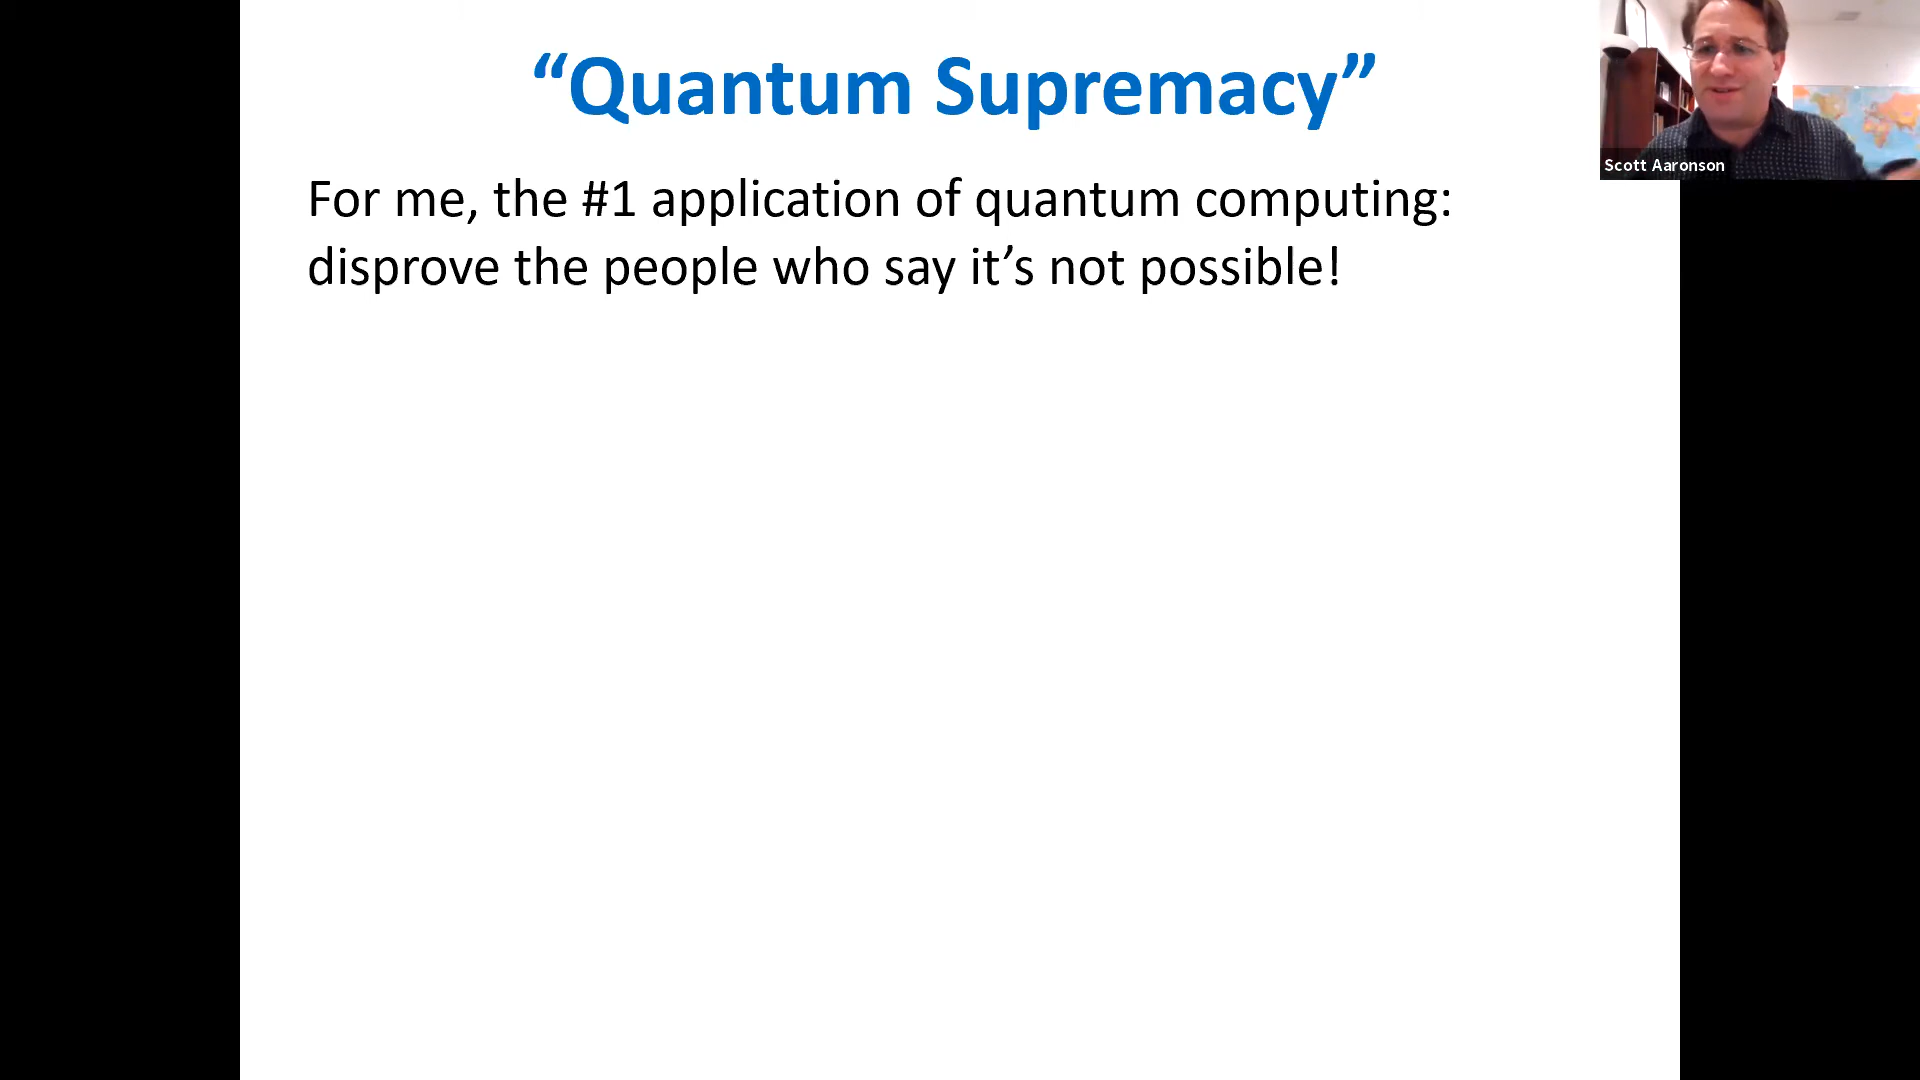 “Quantum Supremacy”
For me, the #1 application of quantum computing:
disprove the people who say it’s not possible!
Scott Aaronson